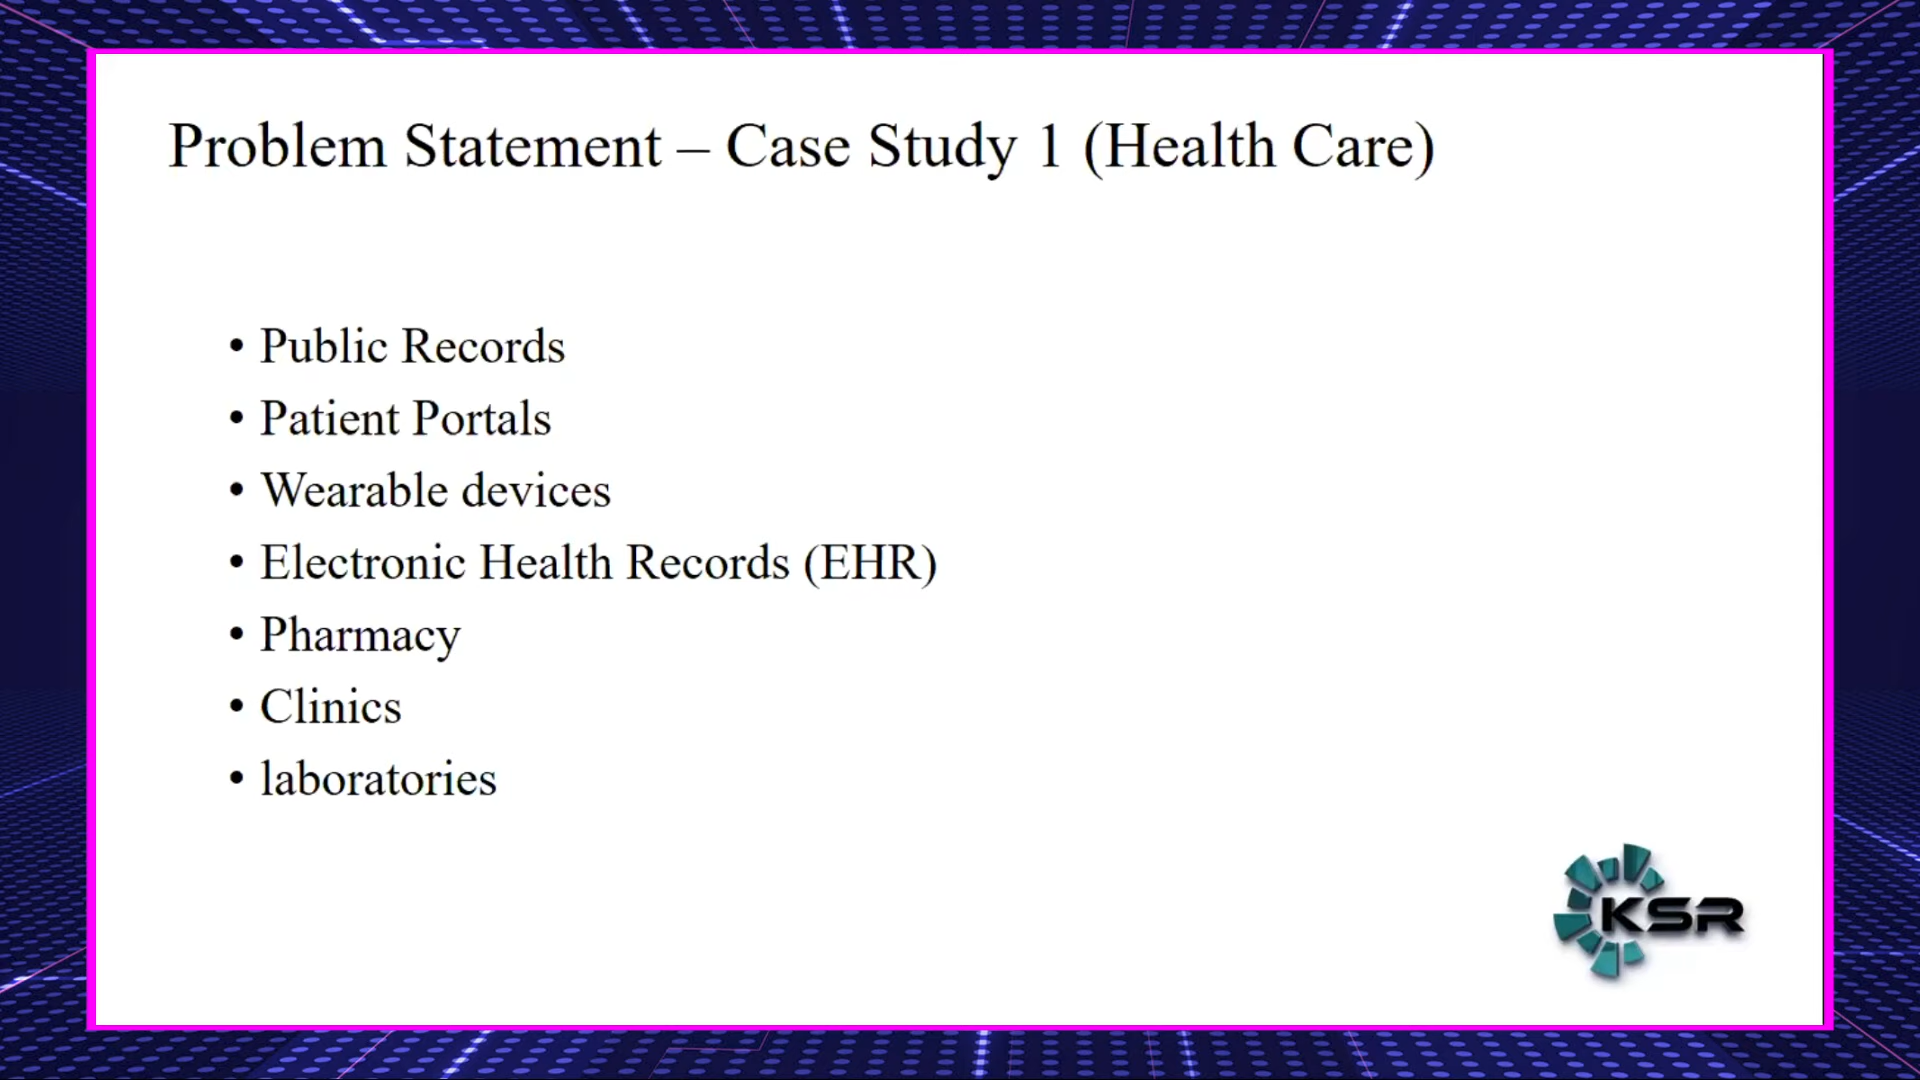 Problem Statement – Case Study 1 (Health Care)
• Public Records
• Patient Portals
• Wearable devices
• Electronic Health Records (EHR)
• Pharmacy
• Clinics
• laboratories
KSR